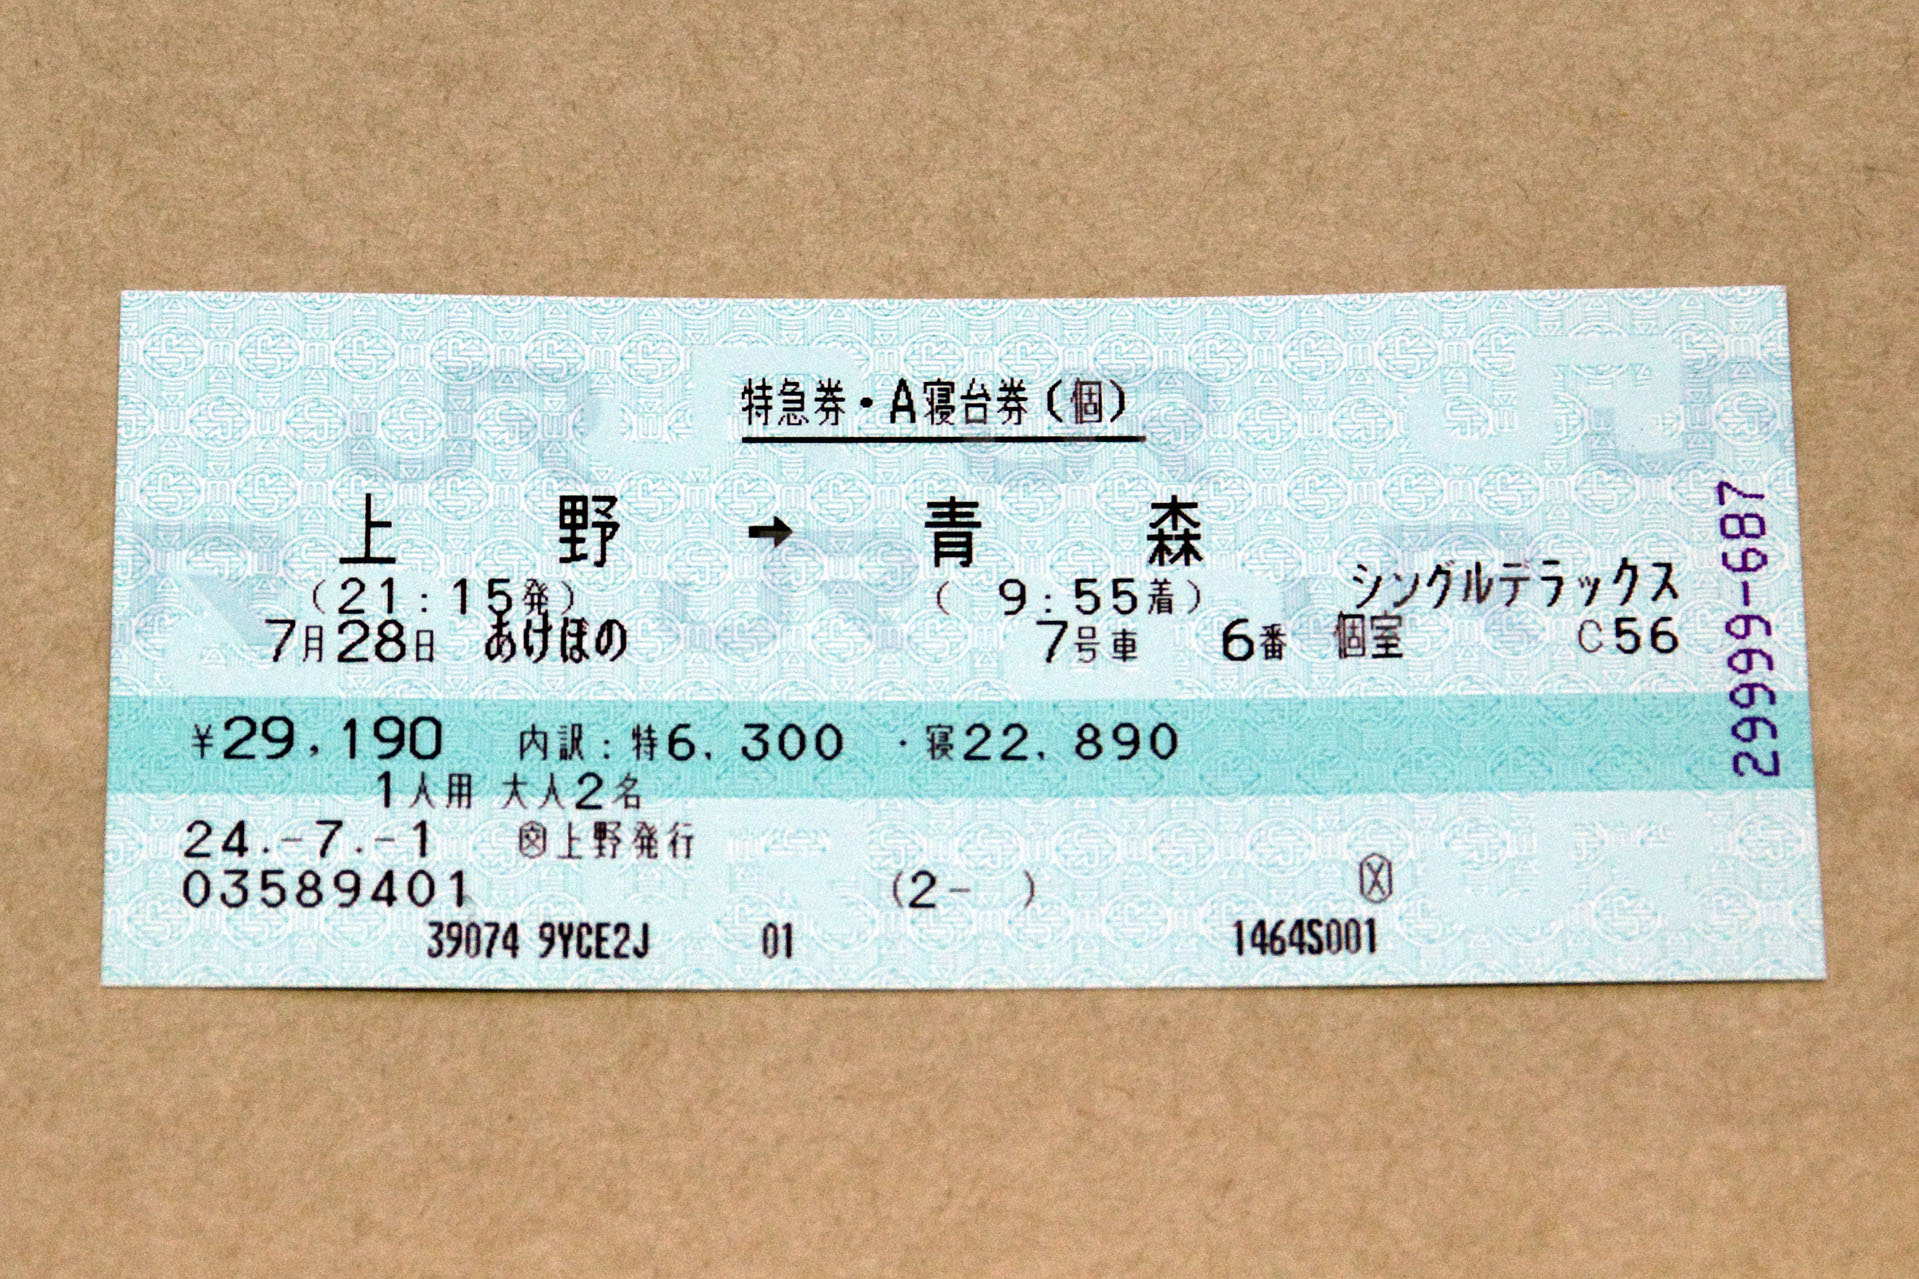 特急券・A寝台券(個)
上野 → 青森
(21:15発) ( 9:55着) シングルデラックス
7月28日 あけぼの 7号車 6番 個室 C56
¥29,190 内訳:特6,300 ・寝22,890
1人用 大人2名
24.-7.-1 ㊇上野発行
03589401 (2- ) Ⓧ
39074 9YCE2J 01 1464S001
29999-687